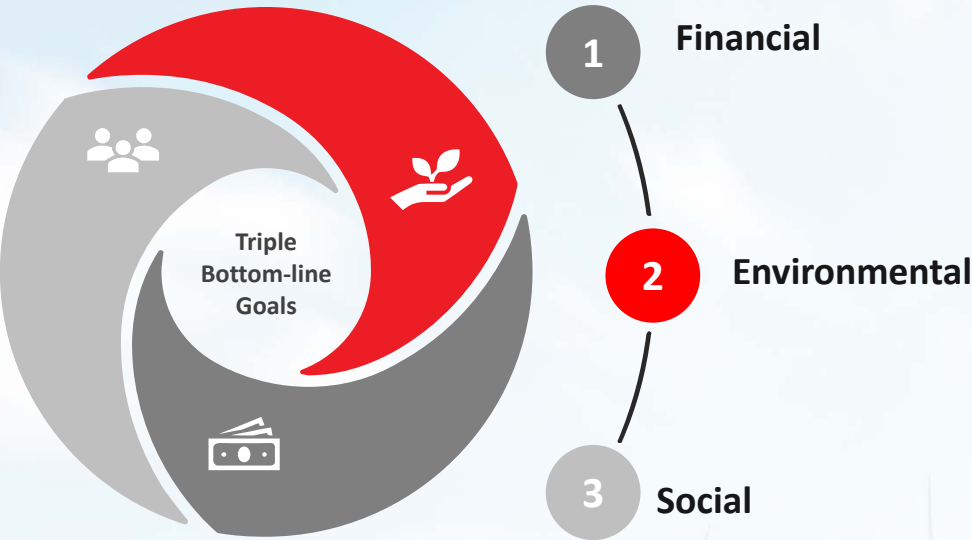 Triple
Bottom-line
Goals
1
Financial
2
Environmental
3
Social